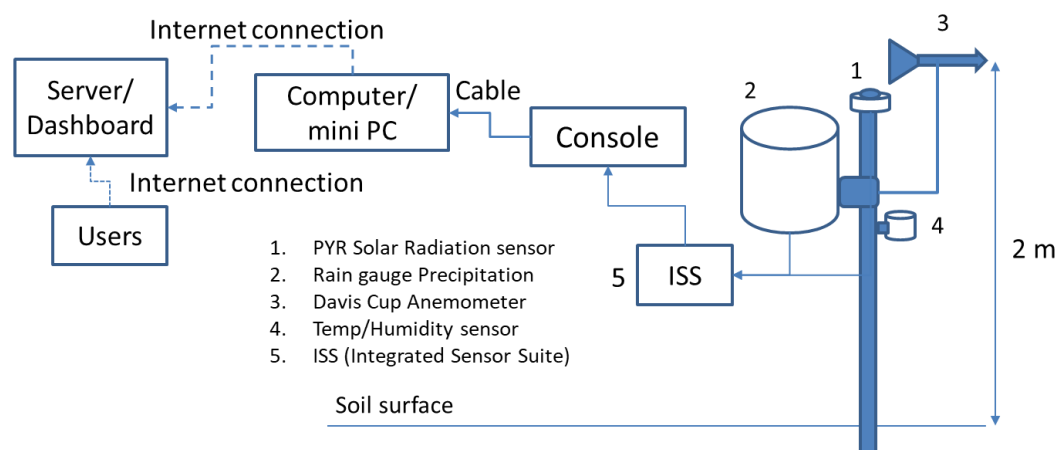 Internet connection
Server/
Dashboard
Computer/
mini PC
Cable
Console
Internet connection
Users
1
2
3
4
5
ISS
2 m
1. PYR Solar Radiation sensor
2. Rain gauge Precipitation
3. Davis Cup Anemometer
4. Temp/Humidity sensor
5. ISS (Integrated Sensor Suite)
Soil surface